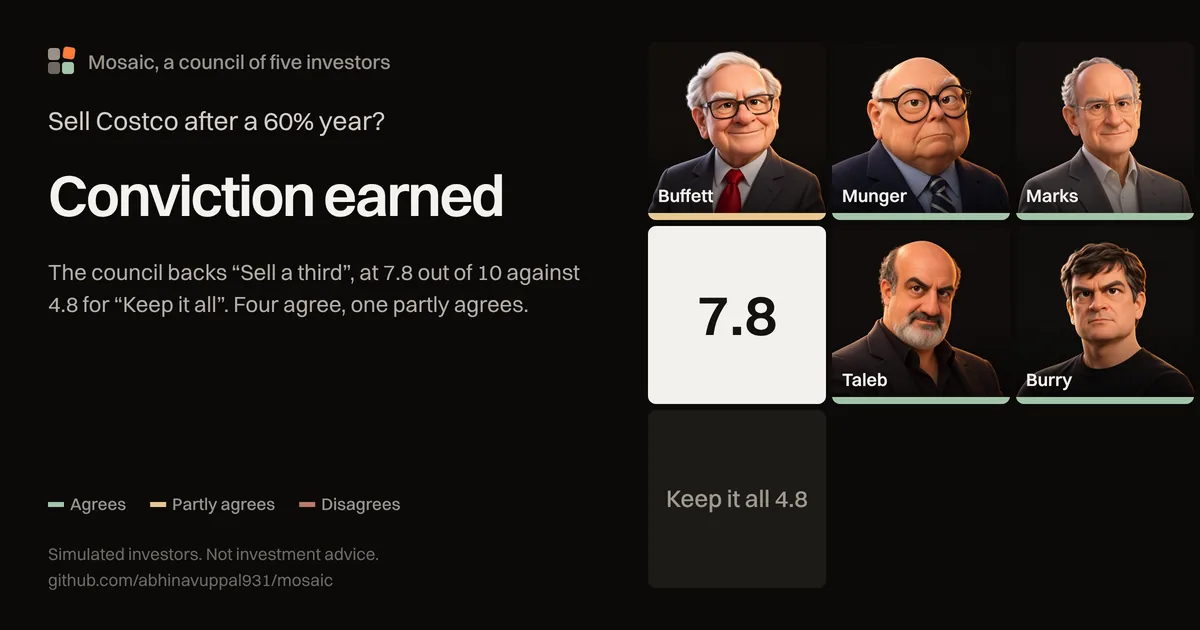 Mosaic, a council of five investors
Sell Costco after a 60% year?
Conviction earned
The council backs “Sell a third”, at 7.8 out of 10 against
4.8 for “Keep it all”. Four agree, one partly agrees.
Agrees
Partly agrees
Disagrees
Simulated investors. Not investment advice.
github.com/abhinavuppal931/mosaic
Buffett
Munger
Marks
7.8
Taleb
Burry
Keep it all 4.8